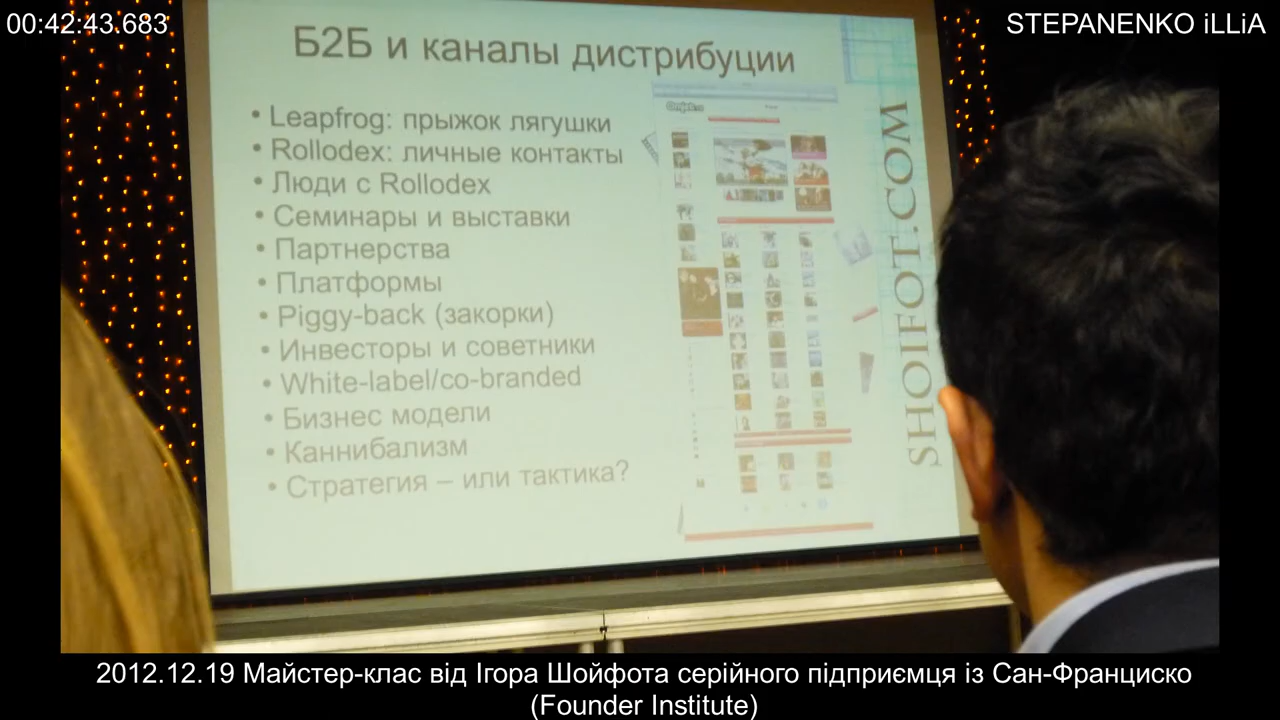 00:42:43.683
STEPANENKO iLLiA
Б2Б и каналы дистрибуции
• Leapfrog: прыжок лягушки
• Rollodex: личные контакты
• Люди с Rollodex
• Семинары и выставки
• Партнерства
• Платформы
• Piggy-back (закорки)
• Инвесторы и советники
• White-label/co-branded
• Бизнес модели
• Каннибализм
• Стратегия – или тактика?
SHOIFOT.COM
2012.12.19 Майстер-клас від Ігора Шойфота серійного підприємця із Сан-Франциско
(Founder Institute)